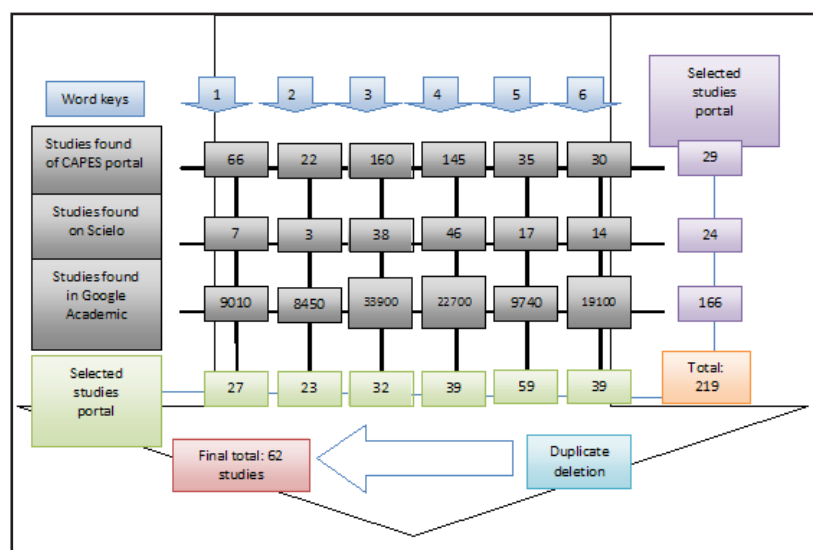 Word keys
1 2 3 4 5 6
Selected
studies
portal
Studies found
of CAPES portal
66 22 160 145 35 30 29
Studies found
on Scielo
7 3 38 46 17 14 24
Studies found
in Google
Academic
9010 8450 33900 22700 9740 19100 166
Selected
studies
portal
27 23 32 39 59 39
Total:
219
Final total: 62
studies
Duplicate
deletion